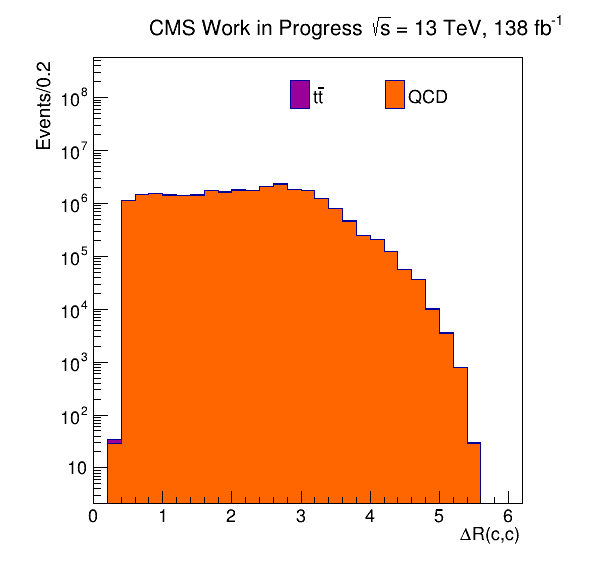 CMS Work in Progress √s = 13 TeV, 138 fb⁻¹
Events/0.2
tt̄
QCD
10⁸
10⁷
10⁶
10⁵
10⁴
10³
10²
10
0 1 2 3 4 5 6
ΔR(c,c)